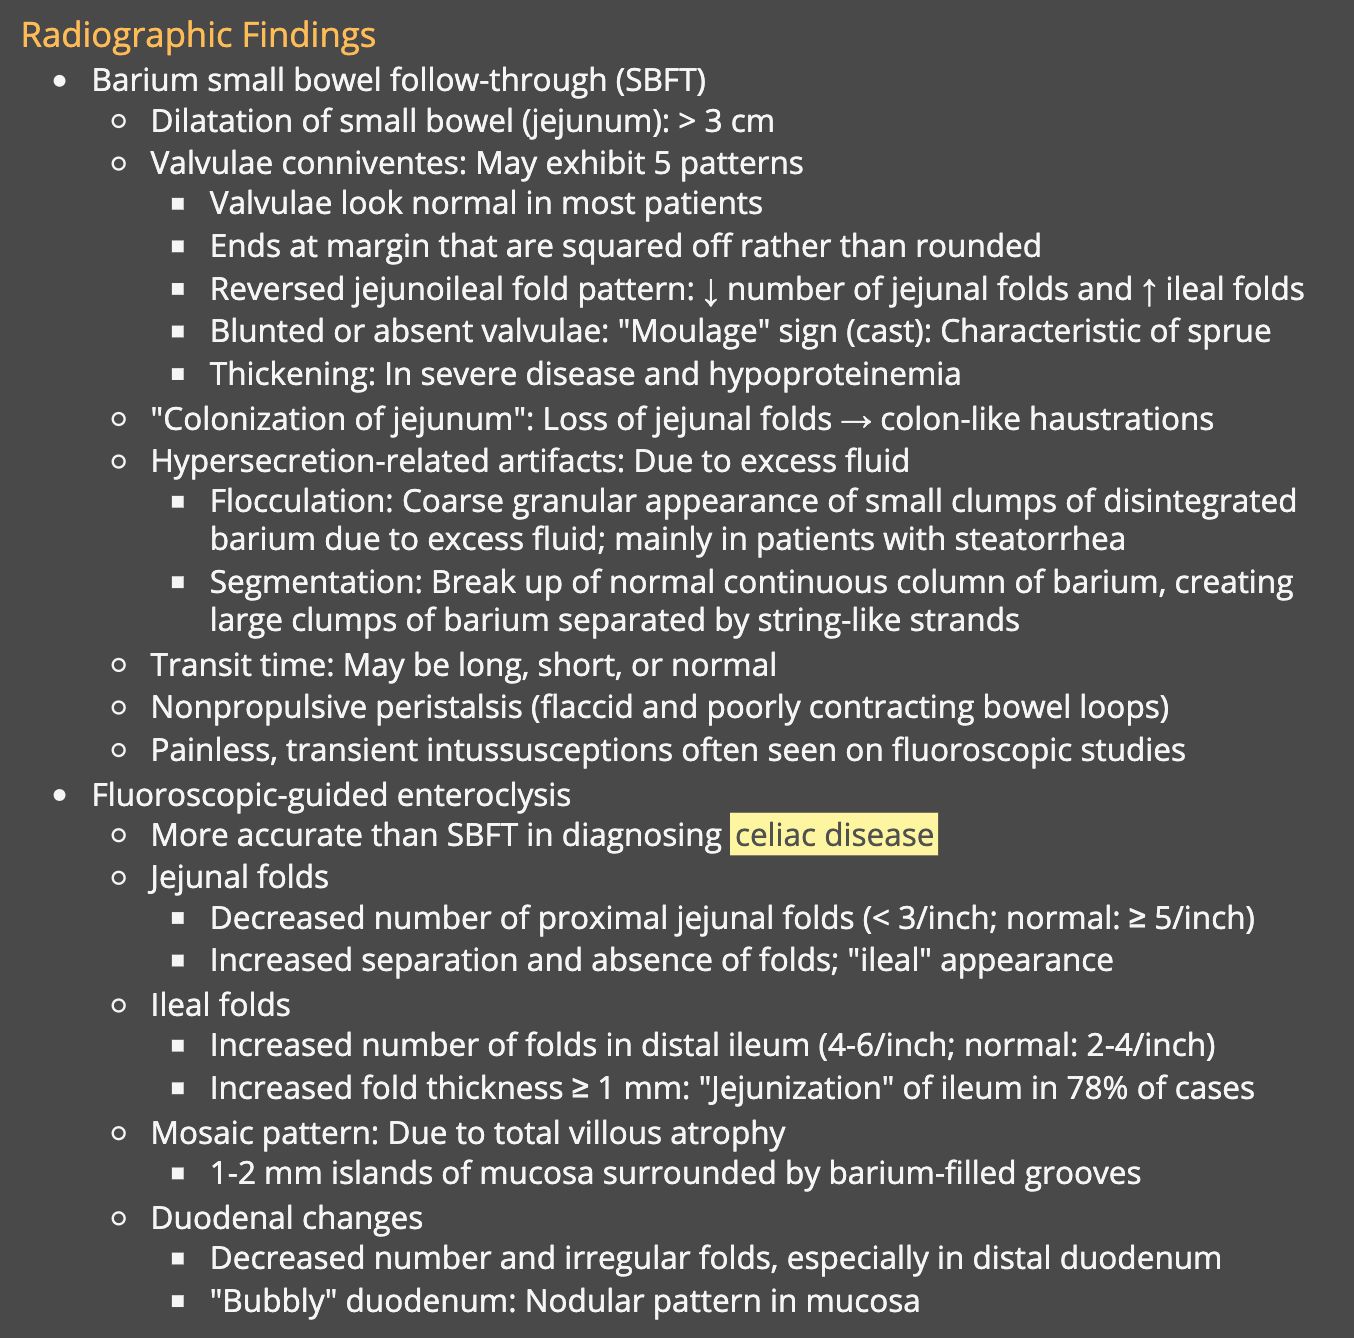 Radiographic Findings
• Barium small bowel follow-through (SBFT)
○ Dilatation of small bowel (jejunum): > 3 cm
○ Valvulae conniventes: May exhibit 5 patterns
▪ Valvulae look normal in most patients
▪ Ends at margin that are squared off rather than rounded
▪ Reversed jejunoileal fold pattern: ↓ number of jejunal folds and ↑ ileal folds
▪ Blunted or absent valvulae: "Moulage" sign (cast): Characteristic of sprue
▪ Thickening: In severe disease and hypoproteinemia
○ "Colonization of jejunum": Loss of jejunal folds → colon-like haustrations
○ Hypersecretion-related artifacts: Due to excess fluid
▪ Flocculation: Coarse granular appearance of small clumps of disintegrated
barium due to excess fluid; mainly in patients with steatorrhea
▪ Segmentation: Break up of normal continuous column of barium, creating
large clumps of barium separated by string-like strands
○ Transit time: May be long, short, or normal
○ Nonpropulsive peristalsis (flaccid and poorly contracting bowel loops)
○ Painless, transient intussusceptions often seen on fluoroscopic studies
• Fluoroscopic-guided enteroclysis
○ More accurate than SBFT in diagnosing celiac disease
○ Jejunal folds
▪ Decreased number of proximal jejunal folds (< 3/inch; normal: ≥ 5/inch)
▪ Increased separation and absence of folds; "ileal" appearance
○ Ileal folds
▪ Increased number of folds in distal ileum (4-6/inch; normal: 2-4/inch)
▪ Increased fold thickness ≥ 1 mm: "Jejunization" of ileum in 78% of cases
○ Mosaic pattern: Due to total villous atrophy
▪ 1-2 mm islands of mucosa surrounded by barium-filled grooves
○ Duodenal changes
▪ Decreased number and irregular folds, especially in distal duodenum
▪ "Bubbly" duodenum: Nodular pattern in mucosa